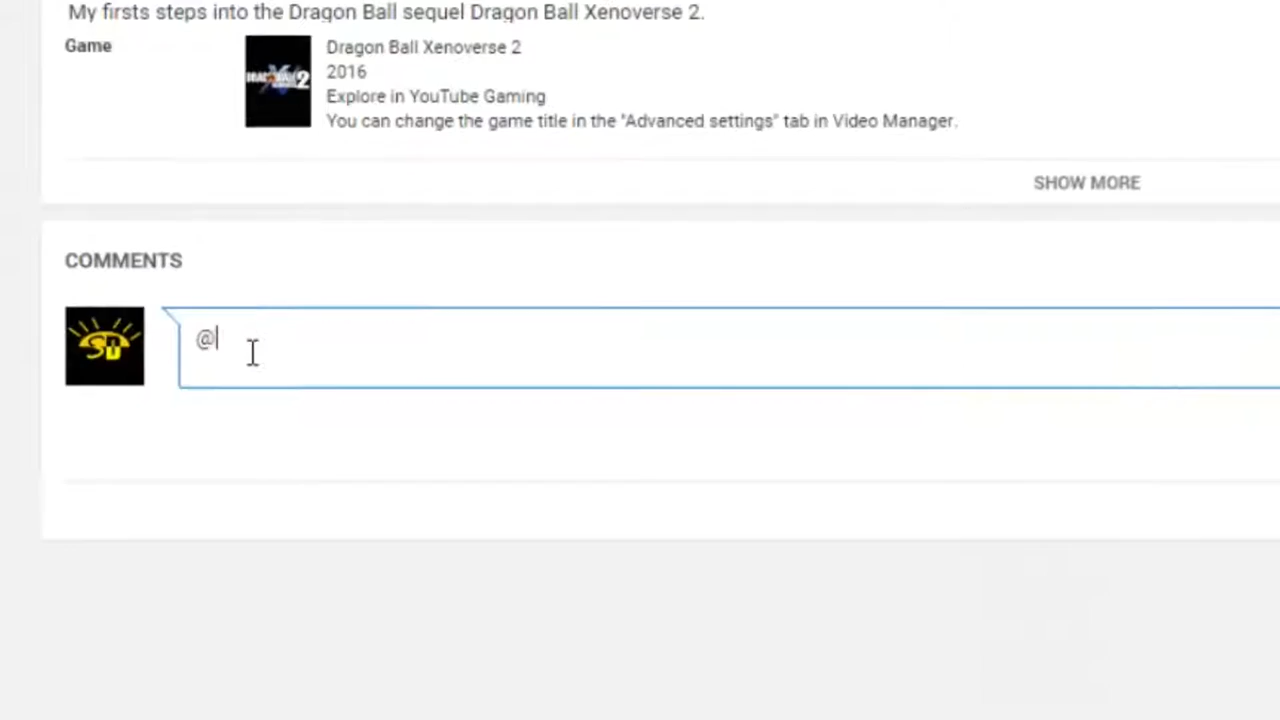 My firsts steps into the Dragon Ball sequel Dragon Ball Xenoverse 2.
Game
Dragon Ball Xenoverse 2
2016
Explore in YouTube Gaming
You can change the game title in the "Advanced settings" tab in Video Manager.
SHOW MORE
COMMENTS
SD
@